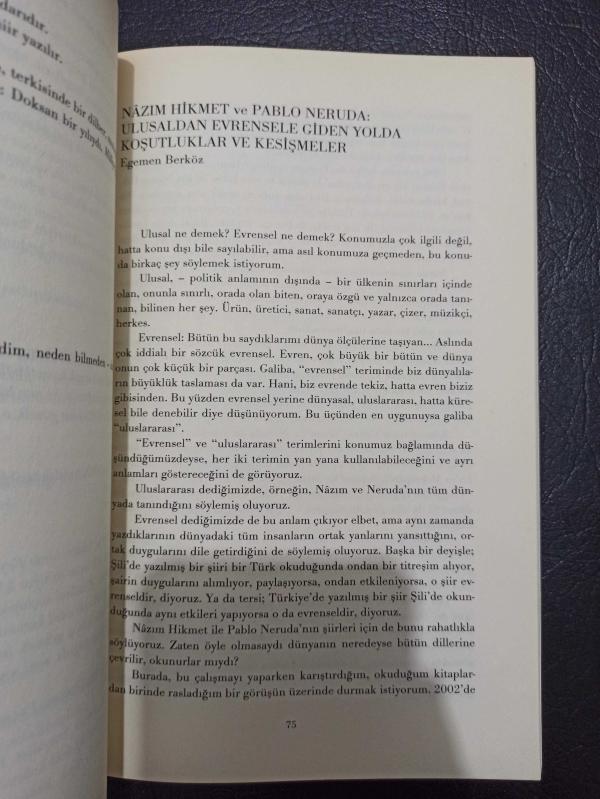 darıdır.
iir yazılır.
e, terkisinde bir dilber,
: Doksan bir yılıydı,
dim, neden bilmeden -
NÂZIM HİKMET ve PABLO NERUDA:
ULUSALDAN EVRENSELE GİDEN YOLDA
KOŞUTLUKLAR VE KESİŞMELER
Egemen Berköz
Ulusal ne demek? Evrensel ne demek? Konumuzla çok ilgili değil,
hatta konu dışı bile sayılabilir, ama asıl konumuza geçmeden, bu konu-
da birkaç şey söylemek istiyorum.
Ulusal, – politik anlamının dışında – bir ülkenin sınırları içinde
olan, onunla sınırlı, orada olan biten, oraya özgü ve yalnızca orada tanı-
nan, bilinen her şey. Ürün, üretici, sanat, sanatçı, yazar, çizer, müzikçi,
herkes.
Evrensel: Bütün bu saydıklarımı dünya ölçülerine taşıyan... Aslında
çok iddialı bir sözcük evrensel. Evren, çok büyük bir bütün ve dünya
onun çok küçük bir parçası. Galiba, “evrensel” teriminde biz dünyalıla-
rın büyüklük taslaması da var. Hani, biz evrende tekiz, hatta evren biziz
gibisinden. Bu yüzden evrensel yerine dünyasal, uluslararası, hatta küre-
sel bile denebilir diye düşünüyorum. Bu üçünden en uygunuysa galiba
“uluslararası”.
“Evrensel” ve “uluslararası” terimlerini konumuz bağlamında dü-
şündüğümüzdeyse, her iki terimin yan yana kullanılabileceğini ve ayrı
anlamları göstereceğini de görüyoruz.
Uluslararası dediğimizde, örneğin, Nâzım ve Neruda’nın tüm dün-
yada tanındığını söylemiş oluyoruz.
Evrensel dediğimizde de bu anlam çıkıyor elbet, ama aynı zamanda
yazdıklarının dünyadaki tüm insanların ortak yanlarını yansıttığını, or-
tak duygularını dile getirdiğini de söylemiş oluyoruz. Başka bir deyişle;
Şili’de yazılmış bir şiiri bir Türk okuduğunda ondan bir titreşim alıyor,
şairin duygularını alımlıyor, paylaşıyorsa, ondan etkileniyorsa, o şiir ev-
renseldir, diyoruz. Ya da tersi; Türkiye’de yazılmış bir şiir Şili’de okun-
duğunda aynı etkileri yapıyorsa o da evrenseldir, diyoruz.
Nâzım Hikmet ile Pablo Neruda’nın şiirleri için de bunu rahatlıkla
söylüyoruz. Zaten öyle olmasaydı dünyanın neredeyse bütün dillerine
çevrilir, okunurlar mıydı?
Burada, bu çalışmayı yaparken karıştırdığım, okuduğum kitaplar-
dan birinde rasladığım bir görüşün üzerinde durmak istiyorum. 2002’de
75